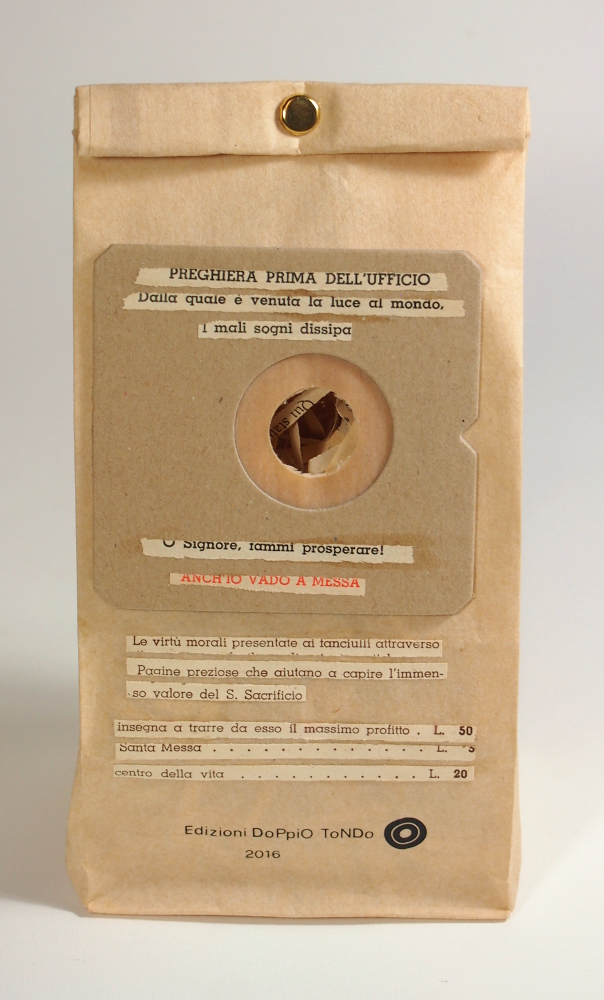 PREGHIERA PRIMA DELL'UFFICIO
Dalla quale è venuta la luce al mondo,
I mali sogni dissipa
Qui
O Signore, fammi prosperare!
ANCH'IO VADO A MESSA
Le virtù morali presentate ai fanciulli attraverso
Pagine preziose che aiutano a capire l'immen-
so valore del S. Sacrificio
insegna a trarre da esso il massimo profitto . L. 50
Santa Messa . . . . . . . . . . . . L.
centro della vita . . . . . . . . . . . L. 20
Edizioni DoPpiO ToNDo
2016